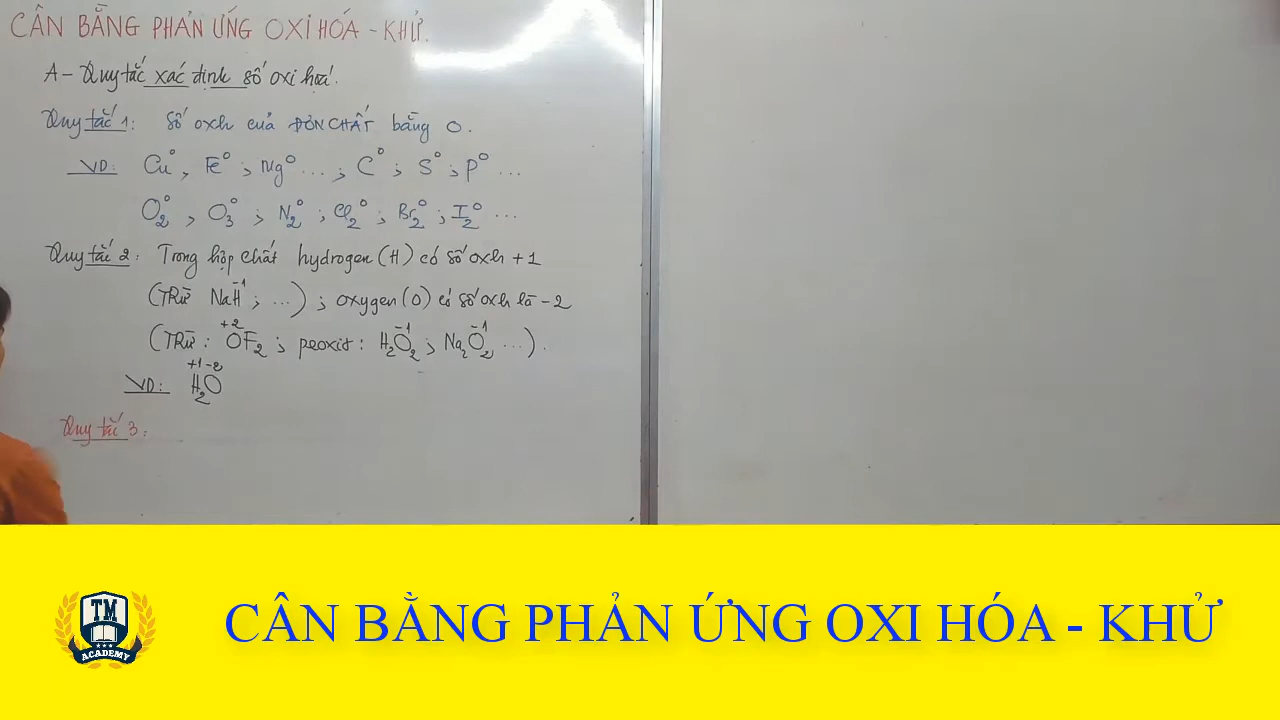 CÂN BẰNG PHẢN ỨNG OXI HÓA - KHỬ.
A - Quy tắc xác định số oxi hoá.
Quy tắc 1: Số oxh của ĐƠN CHẤT bằng 0.
VD: Cu⁰, Fe⁰; Mg⁰ ...; C⁰; S⁰; P⁰ ...
O₂⁰, O₃⁰; N₂⁰; Cl₂⁰; Br₂⁰; I₂⁰ ...
Quy tắc 2: Trong hợp chất hydrogen (H) có số oxh +1
(TRỪ NaH⁻¹; ...); oxygen (O) có số oxh là -2
+2 -1 -1
(TRỪ: OF₂; peoxit: H₂O₂; Na₂O₂ ...).
+1 -2
VD: H₂O
Quy tắc 3:
TM
ACADEMY
CÂN BẰNG PHẢN ỨNG OXI HÓA - KHỬ